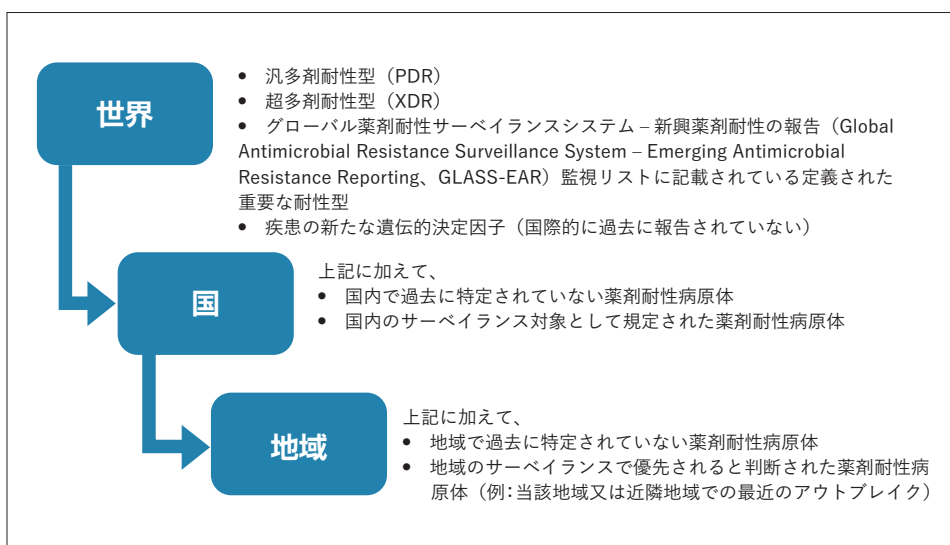 世界
● 汎多剤耐性型（PDR）
● 超多剤耐性型（XDR）
● グローバル薬剤耐性サーベイランスシステム – 新興薬剤耐性の報告（Global
Antimicrobial Resistance Surveillance System – Emerging Antimicrobial
Resistance Reporting、GLASS-EAR）監視リストに記載されている定義された
重要な耐性型
● 疾患の新たな遺伝的決定因子（国際的に過去に報告されていない）
国
上記に加えて、
● 国内で過去に特定されていない薬剤耐性病原体
● 国内のサーベイランス対象として規定された薬剤耐性病原体
地域
上記に加えて、
● 地域で過去に特定されていない薬剤耐性病原体
● 地域のサーベイランスで優先されると判断された薬剤耐性病
原体（例：当該地域又は近隣地域での最近のアウトブレイク）